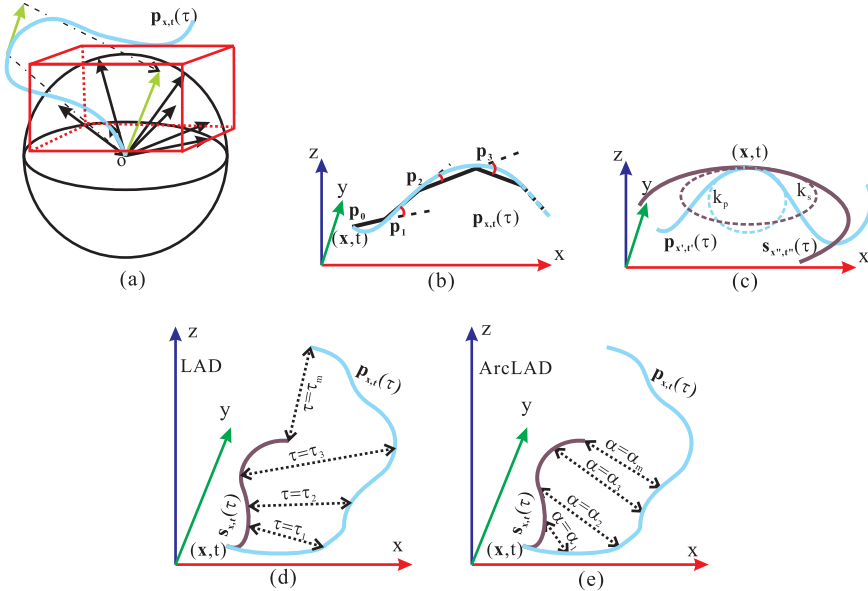 p_{x,t}(τ)
o
(a)
z
y
p_0
(x,t)
p_1
p_2
p_3
p_{x,t}(τ)
x
(b)
z
y
(x,t)
k_p
k_s
p_{x',t'}(τ)
s_{x'',t''}(τ)
x
(c)
z
LAD
y
τ=τ_m
p_{x,t}(τ)
τ=τ_3
τ=τ_2
τ=τ_1
s_{x,t}(τ)
(x,t)
x
(d)
z
ArcLAD
y
p_{x,t}(τ)
α=α_m
α=α_3
α=α_2
α=α_1
s_{x,t}(τ)
(x,t)
x
(e)